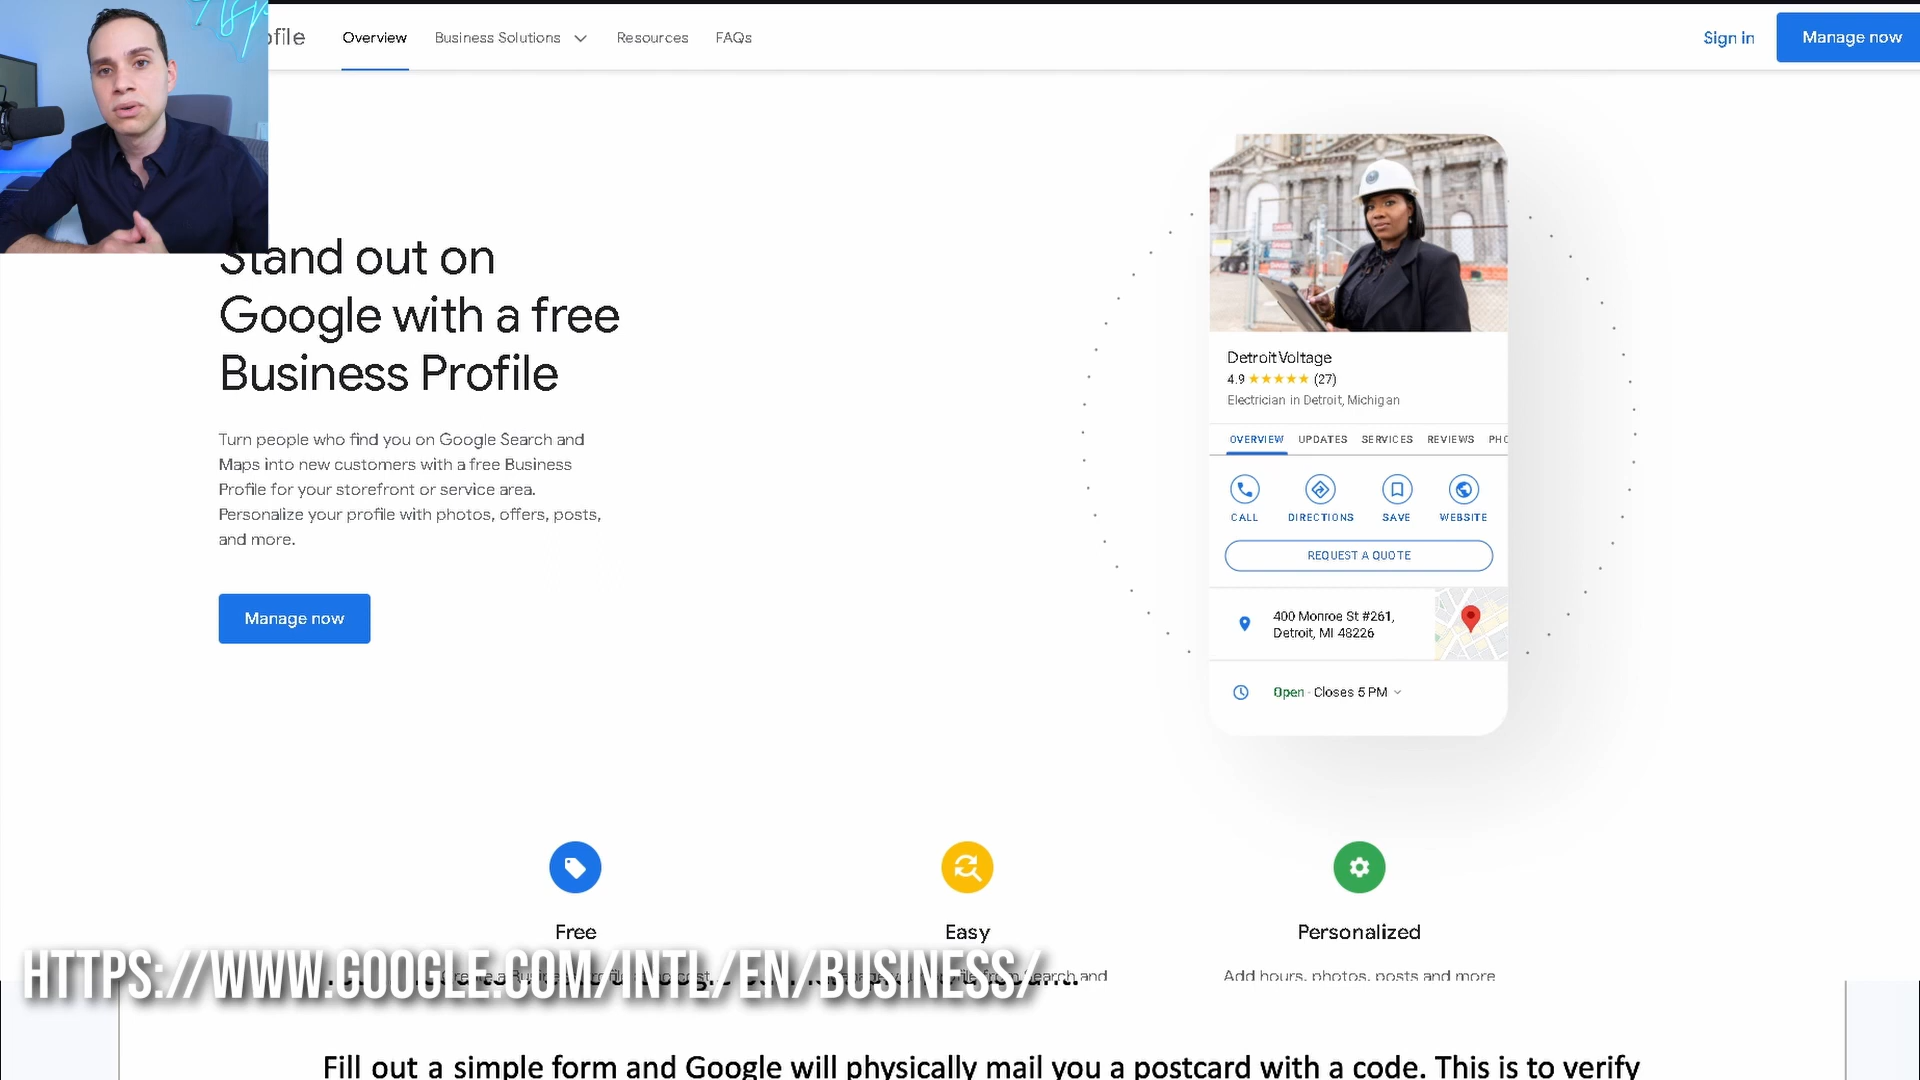 ofile
Overview
Business Solutions
Resources
FAQs
Sign in
Manage now
Stand out on
Google with a free
Business Profile
Turn people who find you on Google Search and
Maps into new customers with a free Business
Profile for your storefront or service area.
Personalize your profile with photos, offers, posts,
and more.
Manage now
Detroit Voltage
4.9 ★★★★★ (27)
Electrician in Detroit, Michigan
OVERVIEW UPDATES SERVICES REVIEWS PHO
CALL DIRECTIONS SAVE WEBSITE
REQUEST A QUOTE
400 Monroe St #261,
Detroit, MI 48226
Open · Closes 5 PM
Free
Easy
Personalized
Search and
Add hours, photos, posts and more
HTTPS://WWW.GOOGLE.COM/INTL/EN/BUSINESS/
Fill out a simple form and Google will physically mail you a postcard with a code. This is to verify